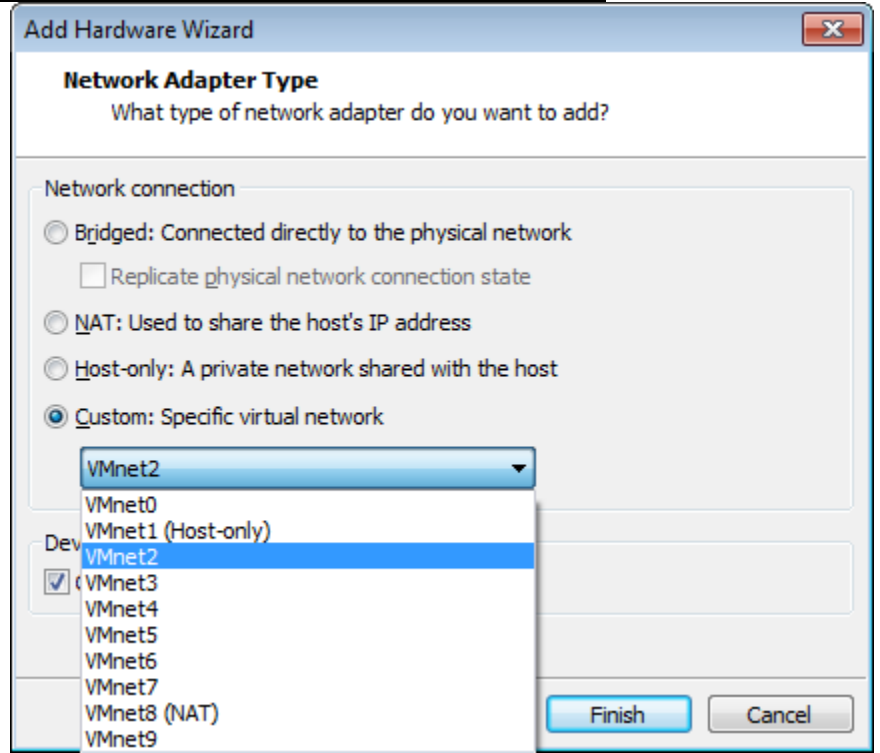 Add Hardware Wizard
Network Adapter Type
What type of network adapter do you want to add?
Network connection
Bridged: Connected directly to the physical network
Replicate physical network connection state
NAT: Used to share the host's IP address
Host-only: A private network shared with the host
Custom: Specific virtual network
VMnet2
VMnet0
VMnet1 (Host-only)
VMnet2
VMnet3
VMnet4
VMnet5
VMnet6
VMnet7
VMnet8 (NAT)
VMnet9
Finish
Cancel